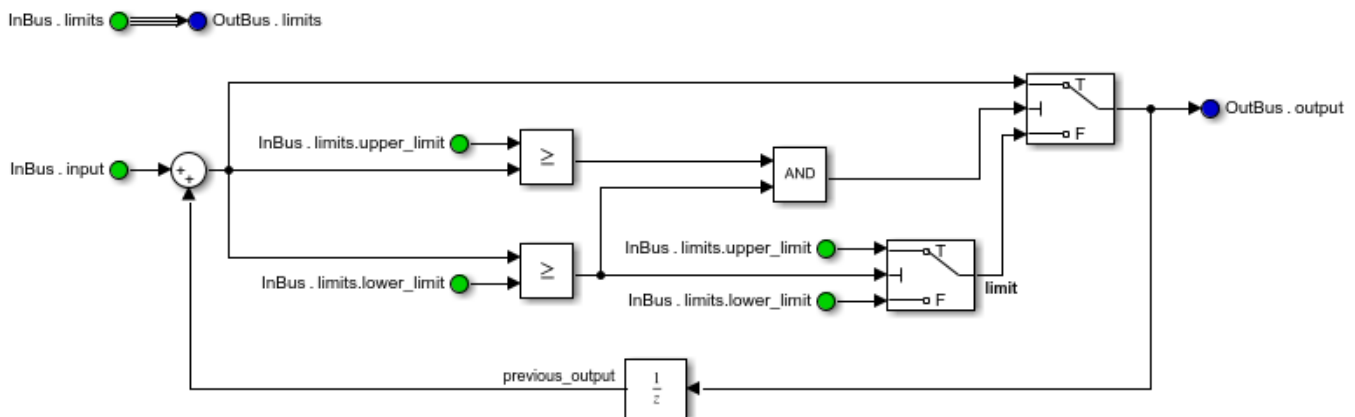 InBus . limits
OutBus . limits
T
InBus . limits.upper_limit
≥
F
OutBus . output
InBus . input
+
+
AND
InBus . limits.upper_limit
T
≥
InBus . limits.lower_limit
InBus . limits.lower_limit
F
limit
previous_output
1
z